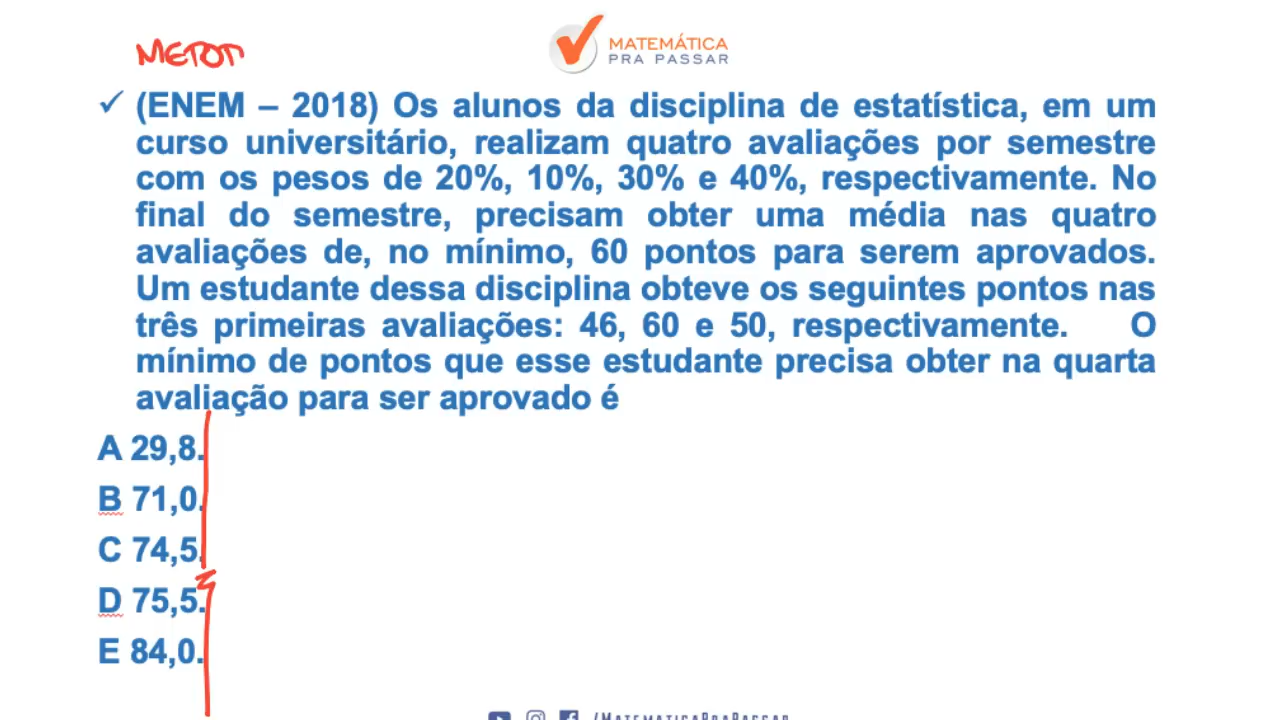 METOD
MATEMÁTICA
PRA PASSAR
✓ (ENEM – 2018) Os alunos da disciplina de estatística, em um
curso universitário, realizam quatro avaliações por semestre
com os pesos de 20%, 10%, 30% e 40%, respectivamente. No
final do semestre, precisam obter uma média nas quatro
avaliações de, no mínimo, 60 pontos para serem aprovados.
Um estudante dessa disciplina obteve os seguintes pontos nas
três primeiras avaliações: 46, 60 e 50, respectivamente. O
mínimo de pontos que esse estudante precisa obter na quarta
avaliação para ser aprovado é
A 29,8.
B 71,0.
C 74,5.
D 75,5.
E 84,0.
/MATEMATICAPRAPASSAR